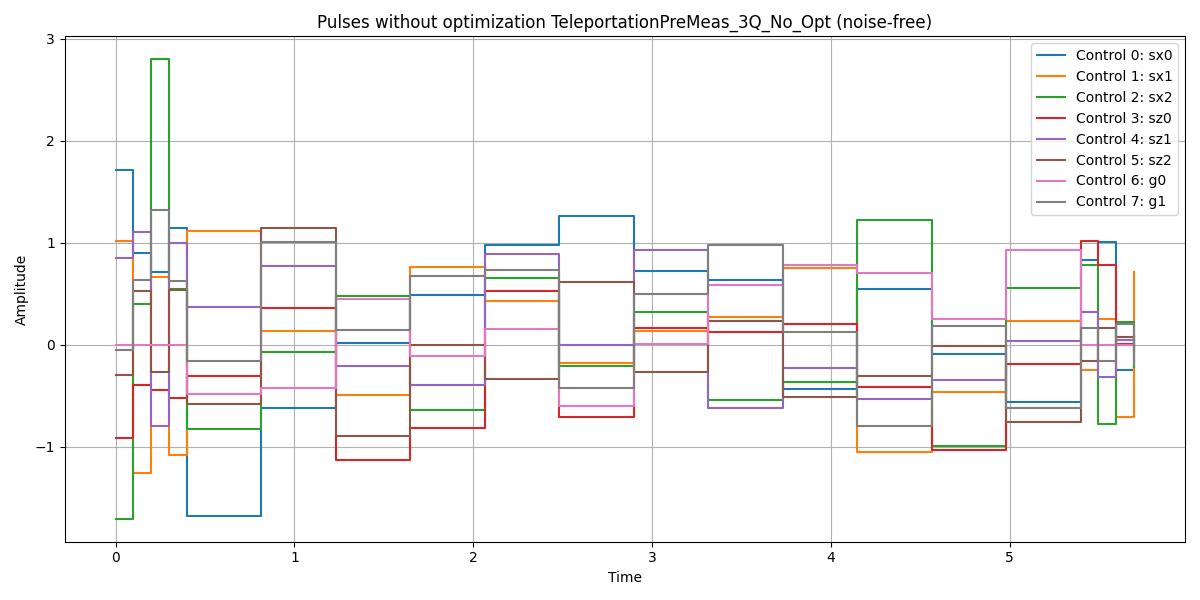 Pulses without optimization TeleportationPreMeas_3Q_No_Opt (noise-free)
3
2
1
0
−1
Amplitude
Control 0: sx0
Control 1: sx1
Control 2: sx2
Control 3: sz0
Control 4: sz1
Control 5: sz2
Control 6: g0
Control 7: g1
0
1
2
3
4
5
Time